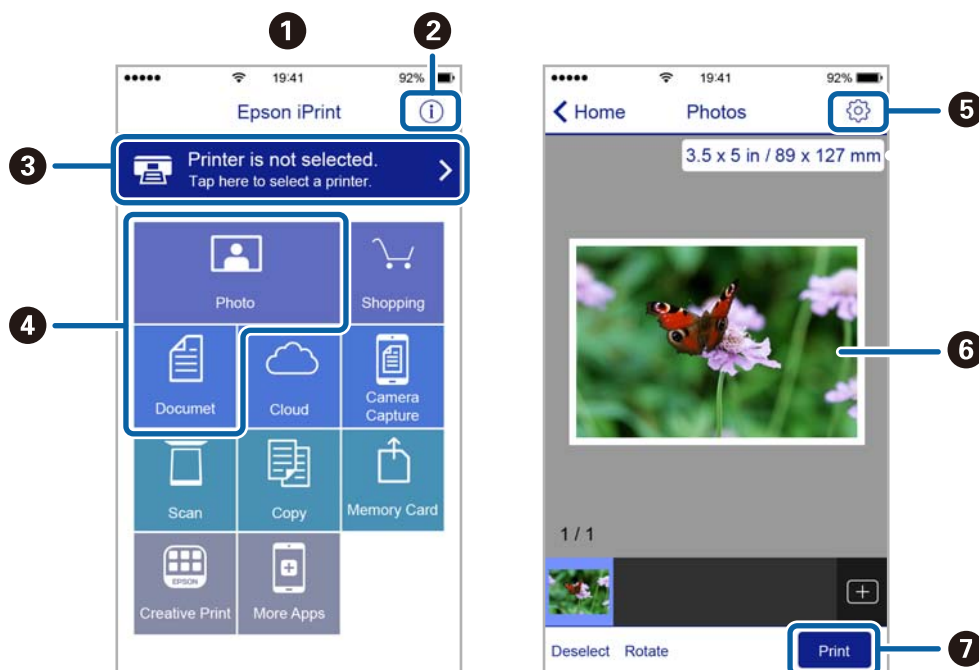 1
2
19:41
92%
Epson iPrint
i
3
Printer is not selected.
Tap here to select a printer.
4
Photo
Shopping
Documet
Cloud
Camera
Capture
Scan
Copy
Memory Card
EPSON
Creative Print
More Apps
19:41
92%
Home
Photos
5
3.5 x 5 in / 89 x 127 mm
6
1 / 1
Deselect
Rotate
Print
7